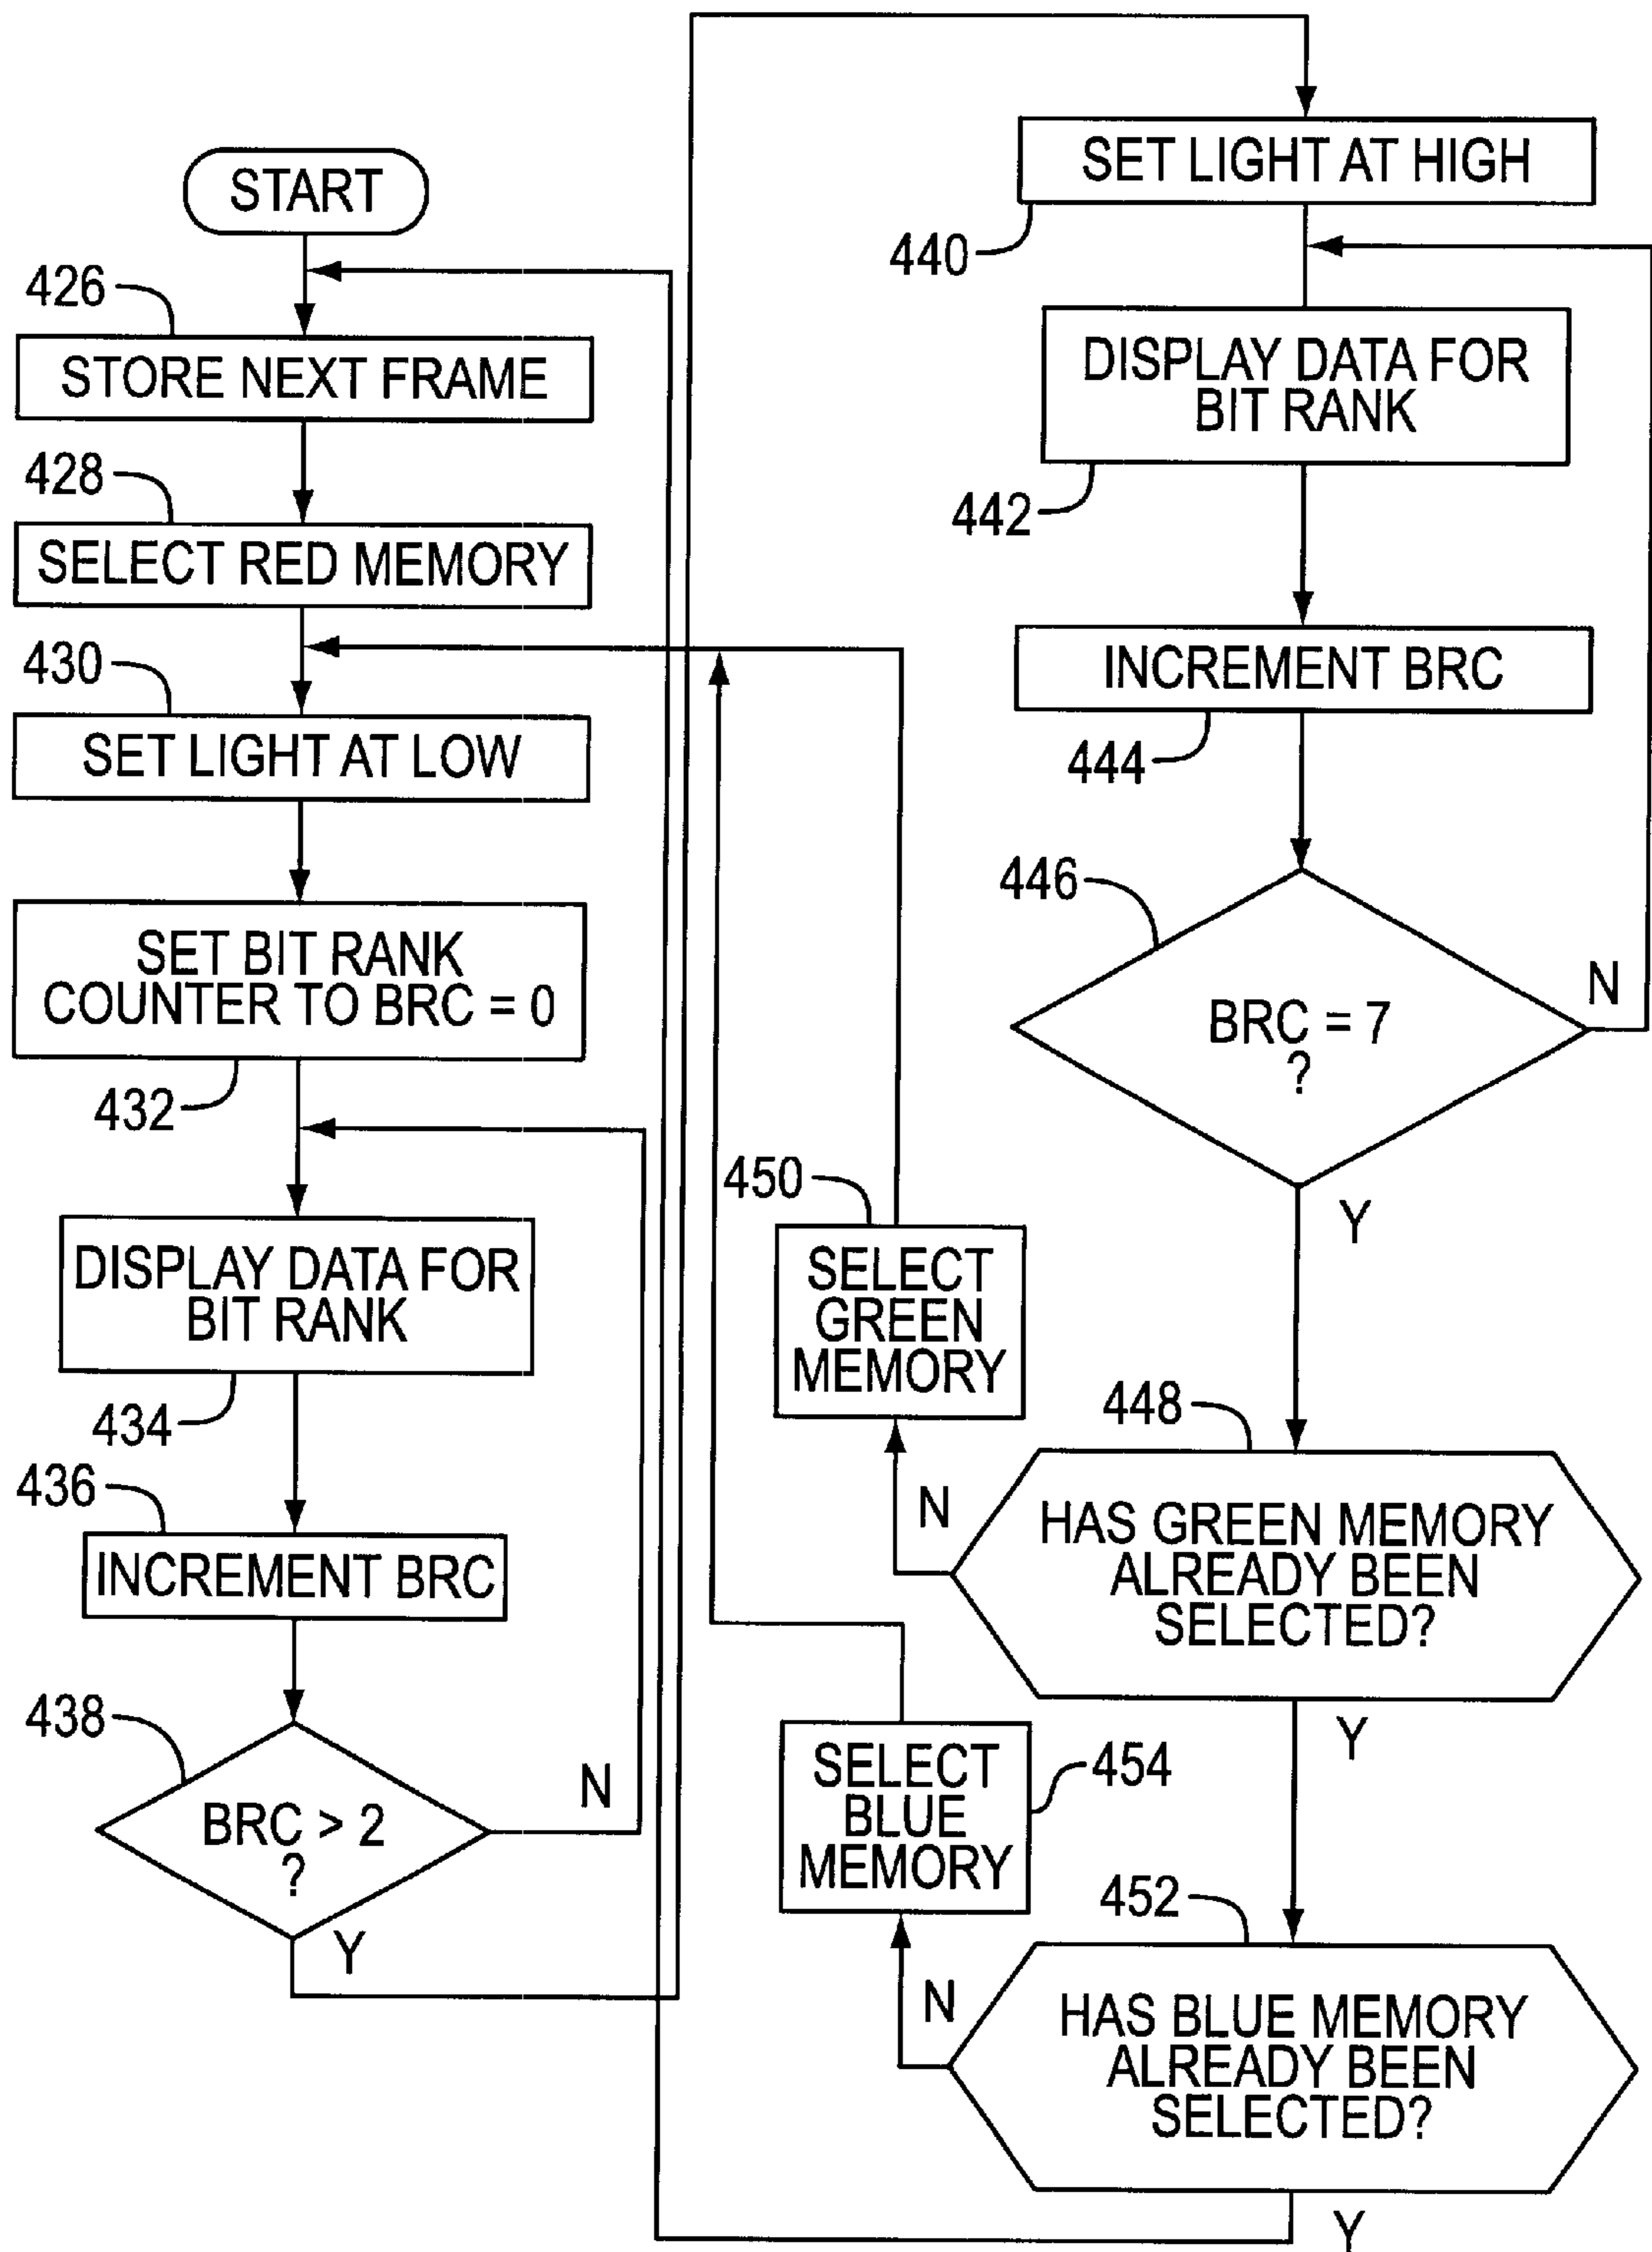 START
426
STORE NEXT FRAME
428
SELECT RED MEMORY
430
SET LIGHT AT LOW
SET BIT RANK
COUNTER TO BRC = 0
432
DISPLAY DATA FOR
BIT RANK
434
436
INCREMENT BRC
438
BRC > 2
?
N
Y
SET LIGHT AT HIGH
440
DISPLAY DATA FOR
BIT RANK
442
INCREMENT BRC
444
446
BRC = 7
?
N
Y
448
HAS GREEN MEMORY
ALREADY BEEN
SELECTED?
N
Y
450
SELECT
GREEN
MEMORY
452
HAS BLUE MEMORY
ALREADY BEEN
SELECTED?
N
Y
SELECT
BLUE
MEMORY
454